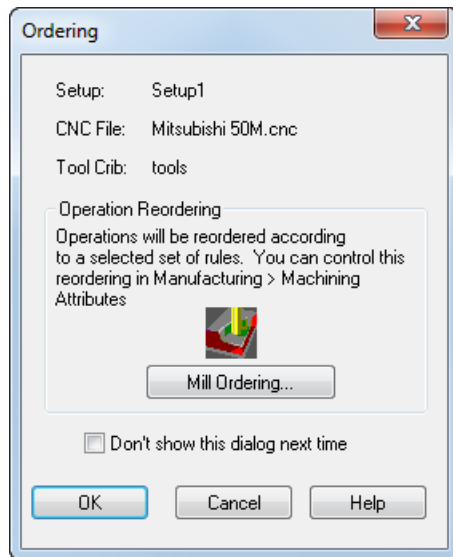 Ordering
Setup: Setup1
CNC File: Mitsubishi 50M.cnc
Tool Crib: tools
Operation Reordering
Operations will be reordered according
to a selected set of rules. You can control this
reordering in Manufacturing > Machining
Attributes
Mill Ordering...
Don't show this dialog next time
OK Cancel Help